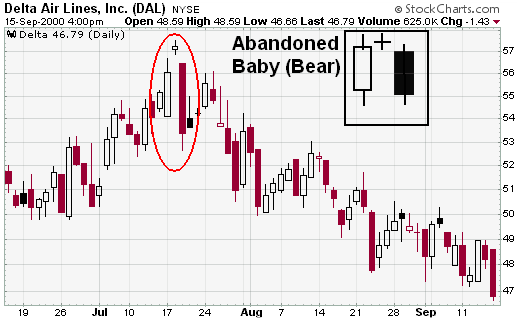 Delta Air Lines, Inc. (DAL) NYSE © StockCharts.com
15-Sep-2000 4:00pm Open 48.59 High 48.59 Low 46.66 Last 46.79 Volume 625.0K Chg -1.43
Delta 46.79 (Daily)
Abandoned
Baby (Bear)
57
56
55
54
53
52
51
50
49
48
47
19 26 Jul 10 17 24 Aug 7 14 21 28 Sep 11